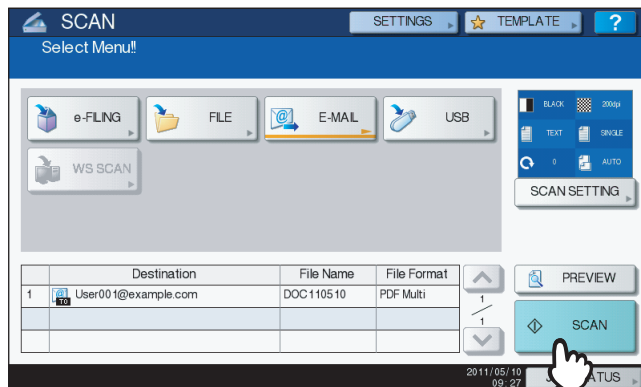 SCAN SETTINGS TEMPLATE ?
Select Menu!!
e-FILING FILE E-MAIL USB
WS SCAN
BLACK 200dpi
TEXT SINGLE
0 AUTO
SCAN SETTING
Destination File Name File Format
1 TO User001@example.com DOC110510 PDF Multi
1
1
PREVIEW
SCAN
2011/05/10
09:27